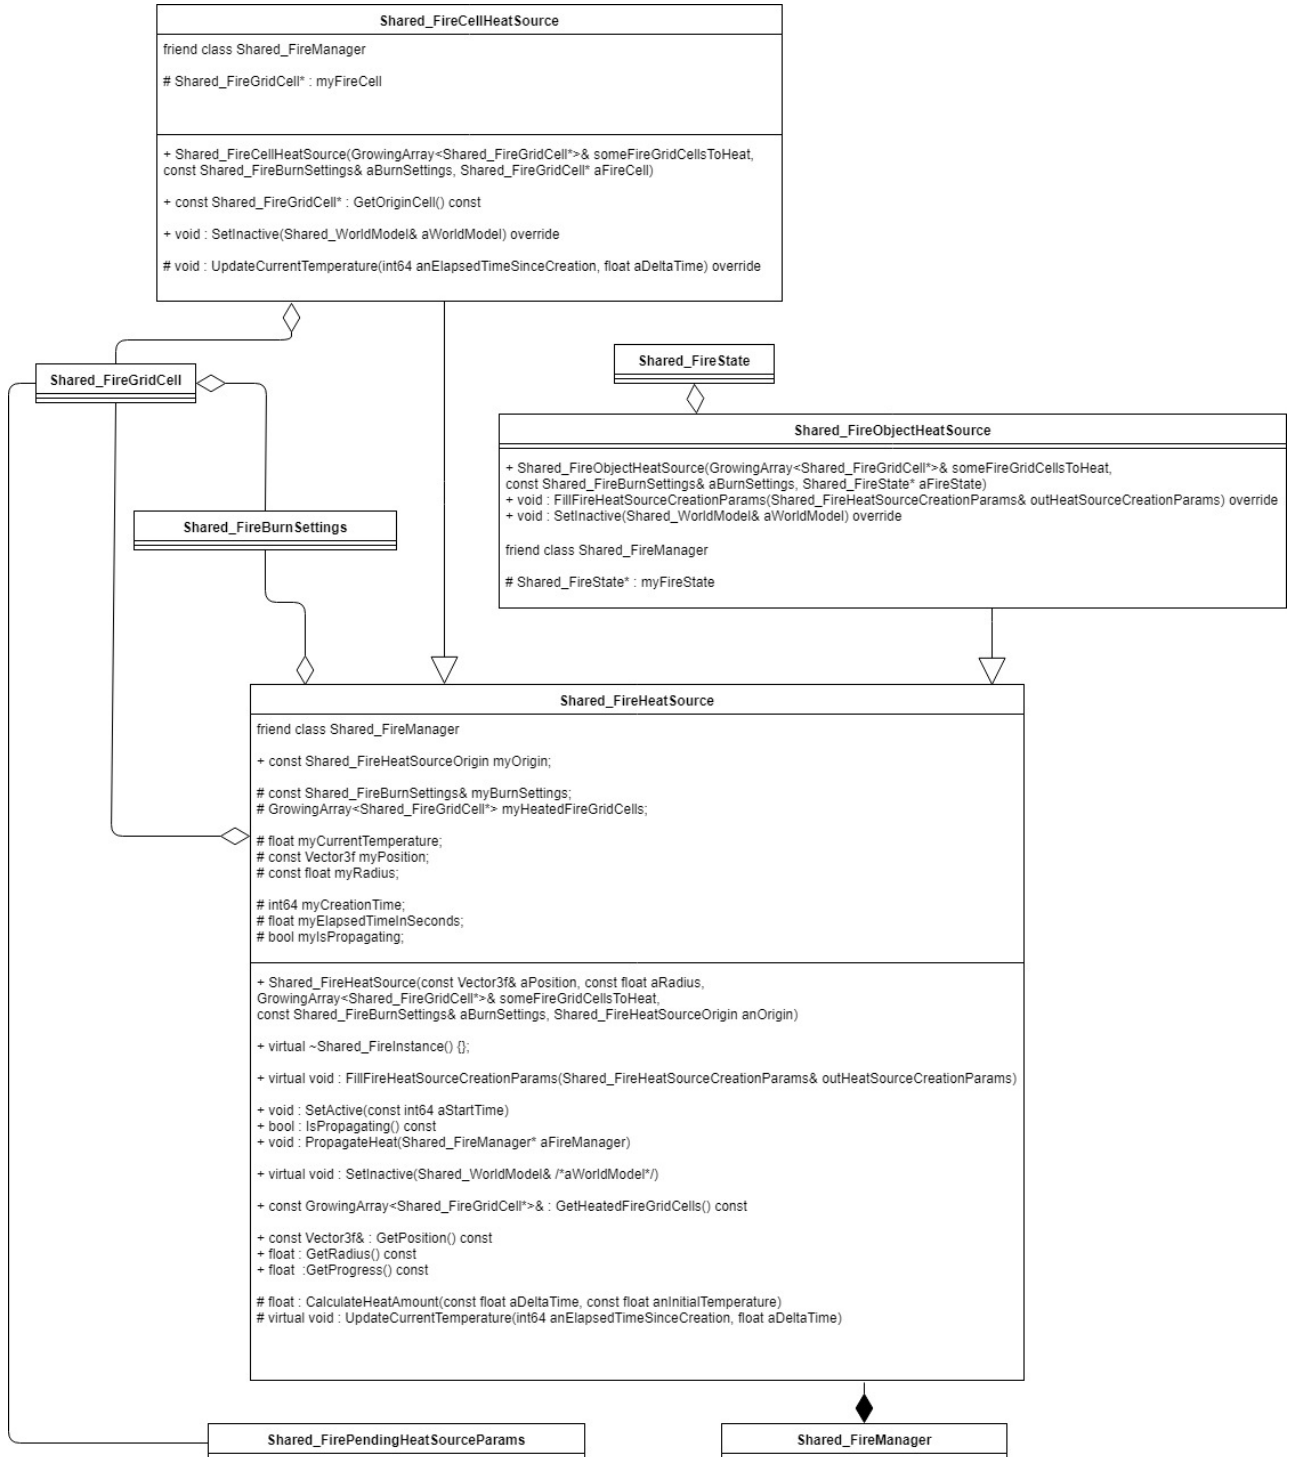 Shared_FireCellHeatSource
friend class Shared_FireManager
# Shared_FireGridCell* : myFireCell
+ Shared_FireCellHeatSource(GrowingArray<Shared_FireGridCell*>& someFireGridCellsToHeat,
const Shared_FireBurnSettings& aBurnSettings, Shared_FireGridCell* aFireCell)
+ const Shared_FireGridCell* : GetOriginCell() const
+ void : SetInactive(Shared_WorldModel& aWorldModel) override
# void : UpdateCurrentTemperature(int64 anElapsedTimeSinceCreation, float aDeltaTime) override
Shared_FireGridCell
Shared_FireState
Shared_FireObjectHeatSource
+ Shared_FireObjectHeatSource(GrowingArray<Shared_FireGridCell*>& someFireGridCellsToHeat,
const Shared_FireBurnSettings& aBurnSettings, Shared_FireState* aFireState)
+ void : FillFireHeatSourceCreationParams(Shared_FireHeatSourceCreationParams& outHeatSourceCreationParams) override
+ void : SetInactive(Shared_WorldModel& aWorldModel) override
friend class Shared_FireManager
# Shared_FireState* : myFireState
Shared_FireBurnSettings
Shared_FireHeatSource
friend class Shared_FireManager
+ const Shared_FireHeatSourceOrigin myOrigin;
# const Shared_FireBurnSettings& myBurnSettings;
# GrowingArray<Shared_FireGridCell*> myHeatedFireGridCells;
# float myCurrentTemperature;
# const Vector3f myPosition;
# const float myRadius;
# int64 myCreationTime;
# float myElapsedTimeInSeconds;
# bool myIsPropagating;
+ Shared_FireHeatSource(const Vector3f& aPosition, const float aRadius,
GrowingArray<Shared_FireGridCell*>& someFireGridCellsToHeat,
const Shared_FireBurnSettings& aBurnSettings, Shared_FireHeatSourceOrigin anOrigin)
+ virtual ~Shared_FireInstance() {};
+ virtual void : FillFireHeatSourceCreationParams(Shared_FireHeatSourceCreationParams& outHeatSourceCreationParams)
+ void : SetActive(const int64 aStartTime)
+ bool : IsPropagating() const
+ void : PropagateHeat(Shared_FireManager* aFireManager)
+ virtual void : SetInactive(Shared_WorldModel& /*aWorldModel*/)
+ const GrowingArray<Shared_FireGridCell*>& : GetHeatedFireGridCells() const
+ const Vector3f& : GetPosition() const
+ float : GetRadius() const
+ float  :GetProgress() const
# float : CalculateHeatAmount(const float aDeltaTime, const float anInitialTemperature)
# virtual void : UpdateCurrentTemperature(int64 anElapsedTimeSinceCreation, float aDeltaTime)
Shared_FirePendingHeatSourceParams
Shared_FireManager